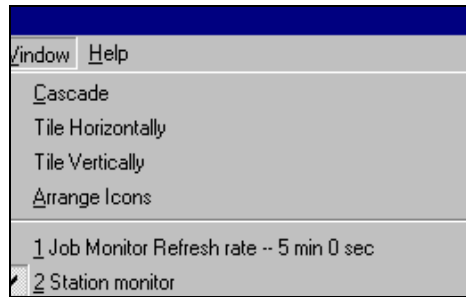 Window Help
Cascade
Tile Horizontally
Tile Vertically
Arrange Icons
1 Job Monitor Refresh rate -- 5 min 0 sec
2 Station monitor